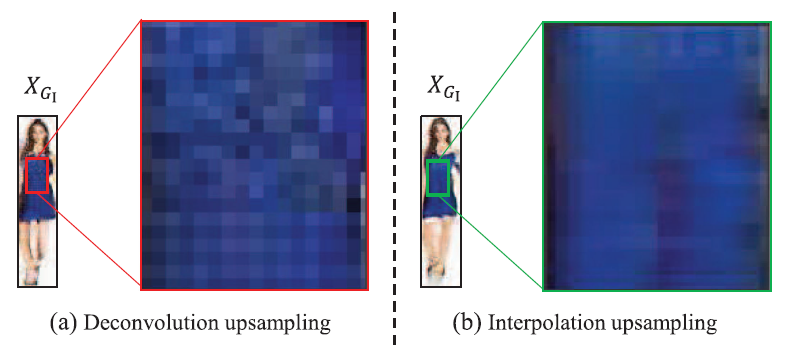 X_{G_I}
X_{G_I}
(a) Deconvolution upsampling
(b) Interpolation upsampling